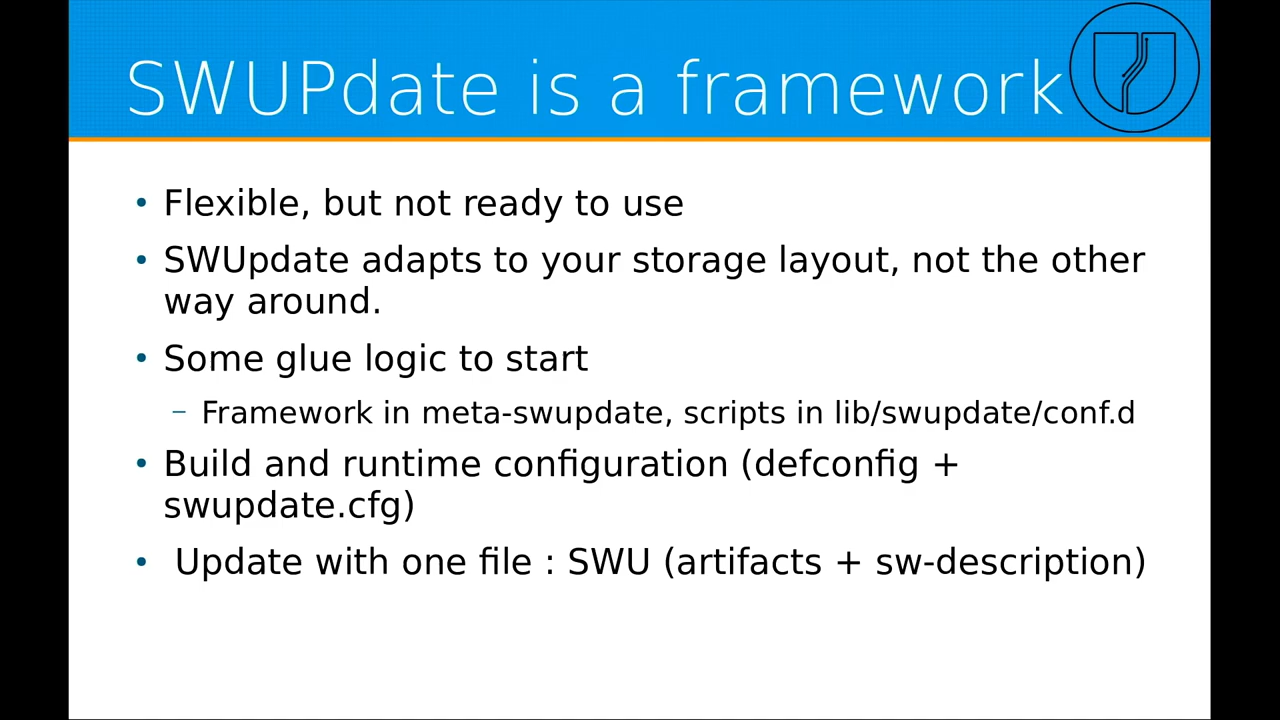 SWUPdate is a framework
• Flexible, but not ready to use
• SWUpdate adapts to your storage layout, not the other
way around.
• Some glue logic to start
– Framework in meta-swupdate, scripts in lib/swupdate/conf.d
• Build and runtime configuration (defconfig +
swupdate.cfg)
• Update with one file : SWU (artifacts + sw-description)